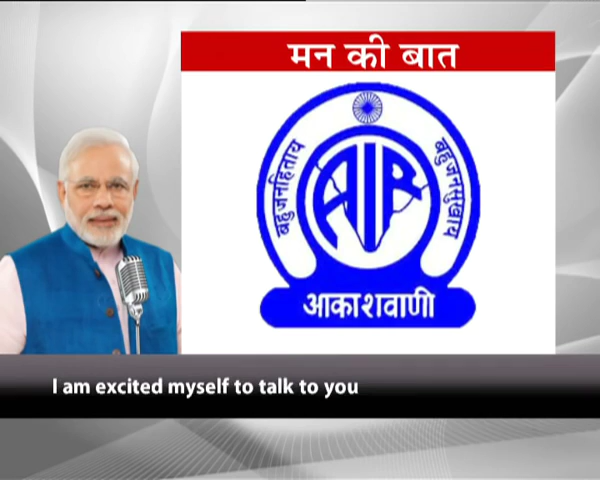 मन की बात
बहुजनहिताय
बहुजनसुखाय
AIR
आकाशवाणी
I am excited myself to talk to you